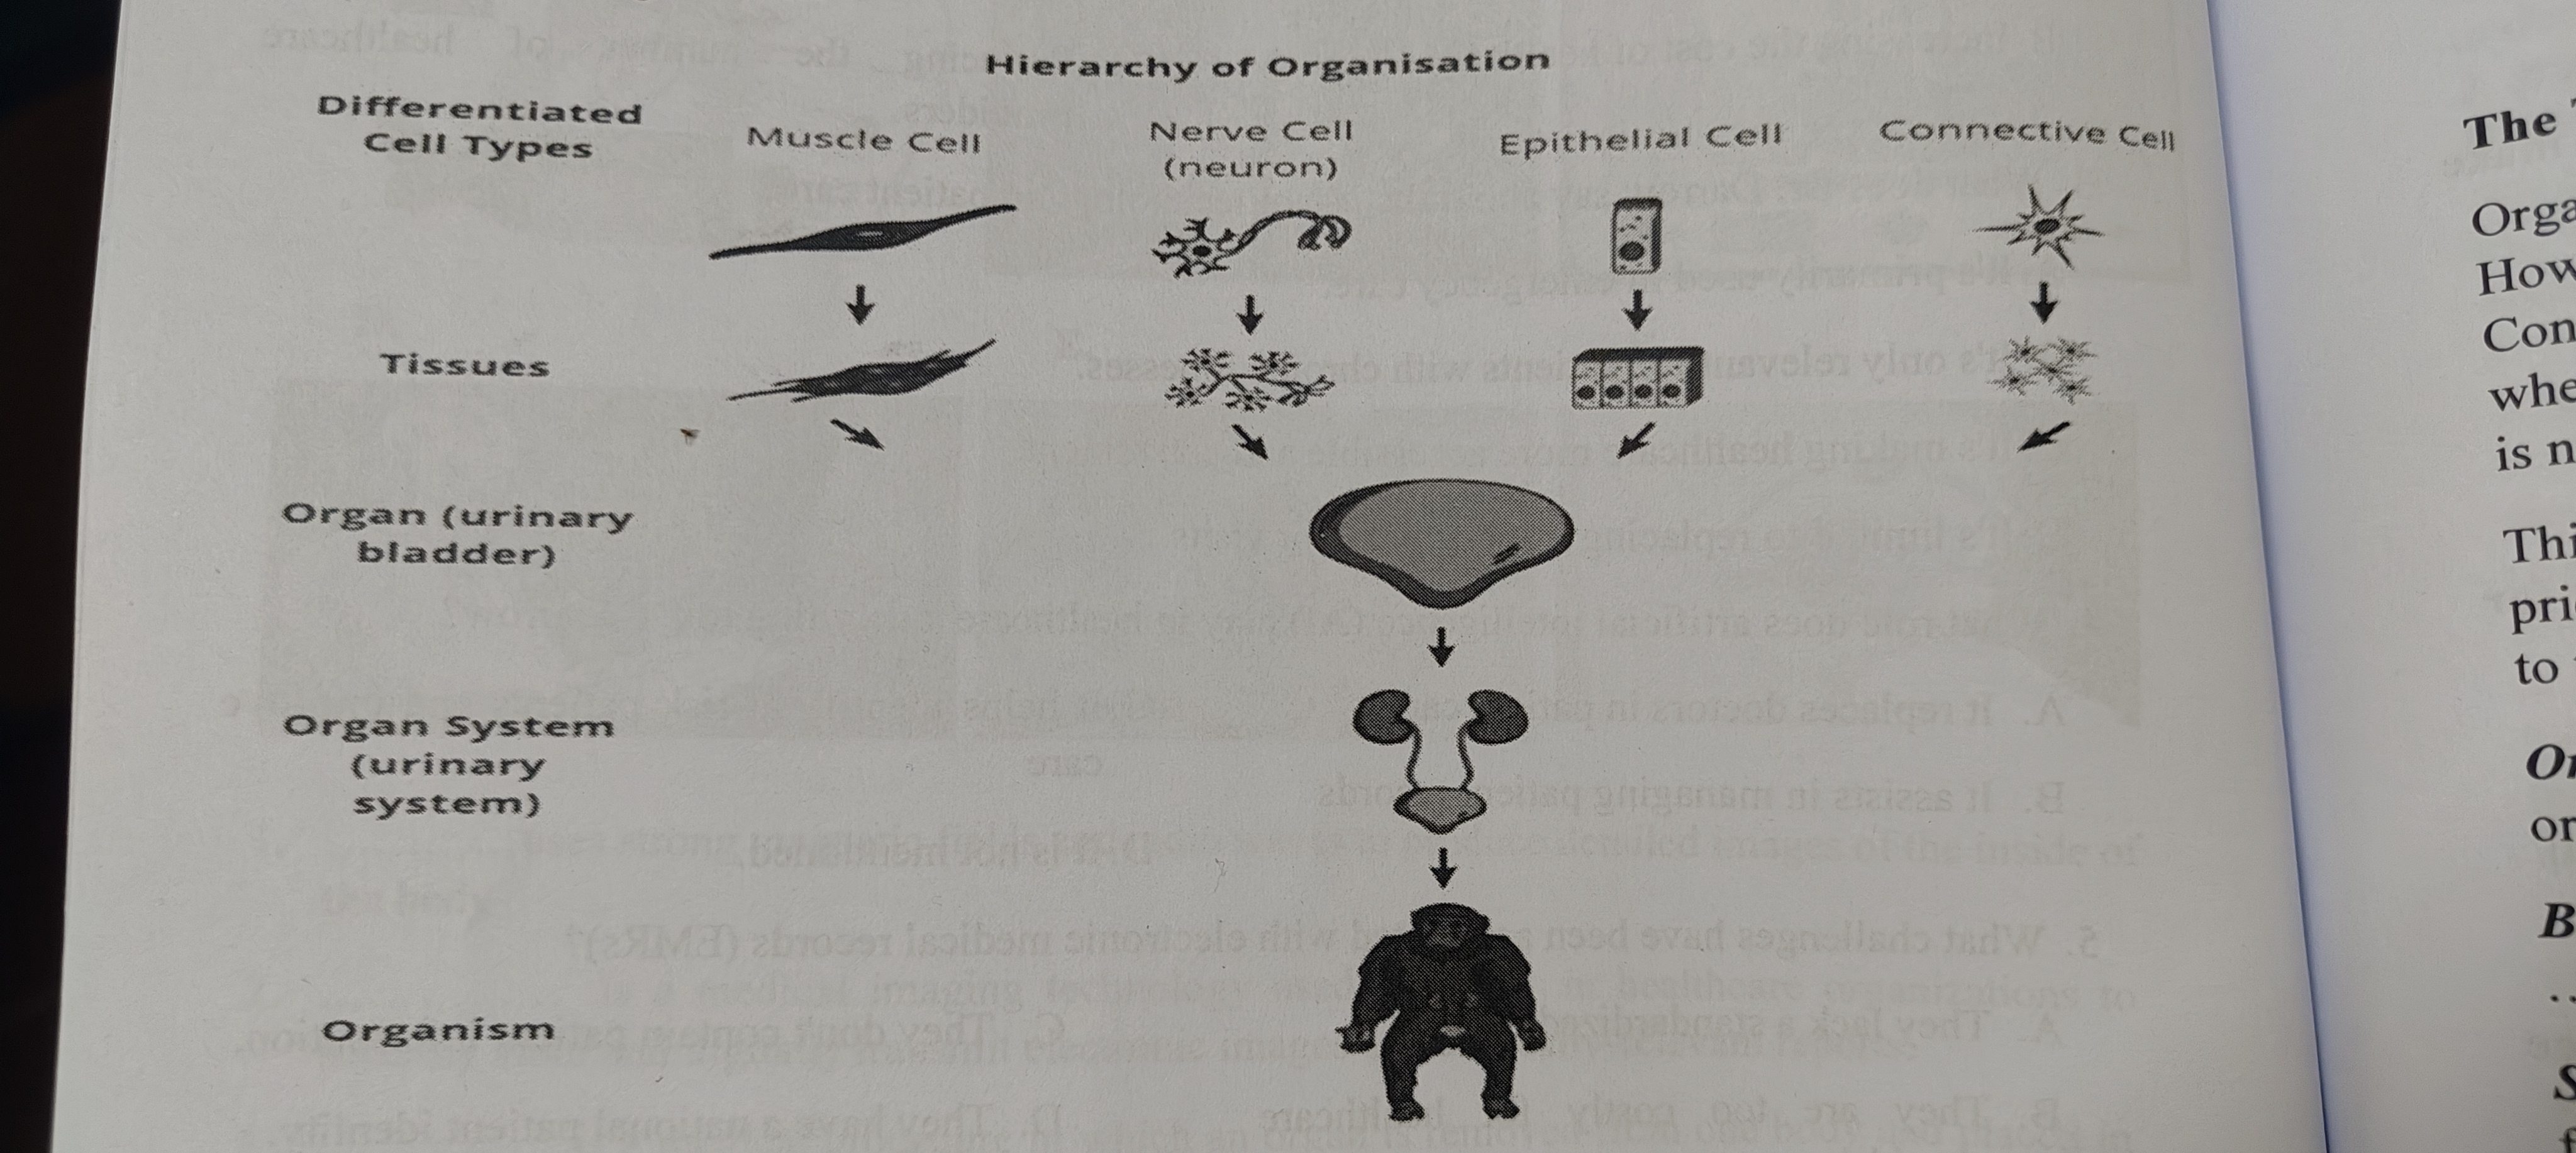 Hierarchy of Organisation
Differentiated
Cell Types
Muscle Cell
Nerve Cell
(neuron)
Epithelial Cell
Connective Cell
Tissues
Organ (urinary
bladder)
Organ System
(urinary
system)
Organism
The
Orga
How
Con
whe
is n
Thi
pri
to
or
B